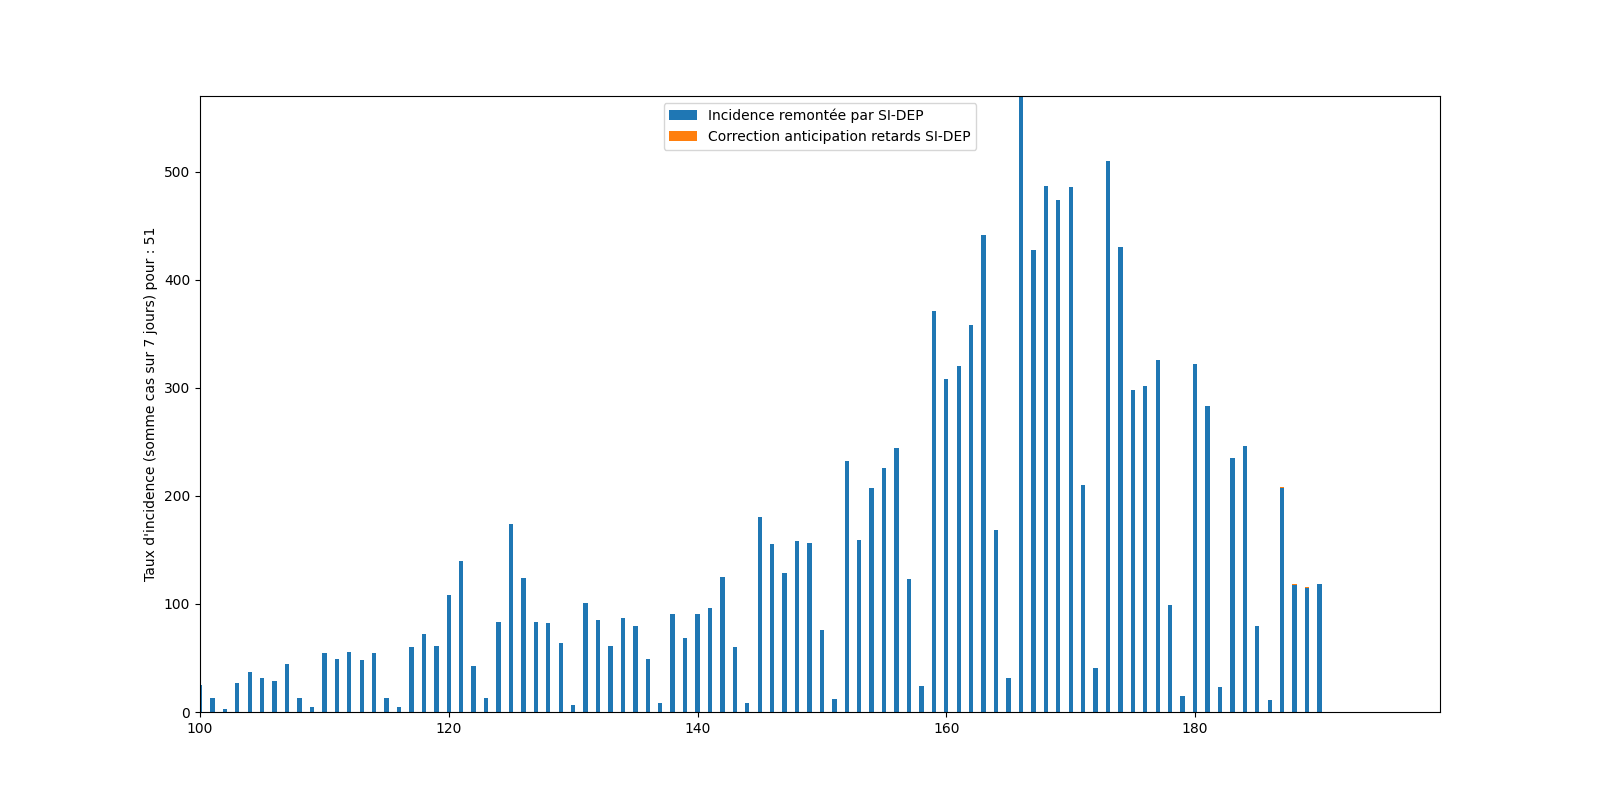 Incidence remontée par SI-DEP
Correction anticipation retards SI-DEP
Taux d'incidence (somme cas sur 7 jours) pour : 51
500
400
300
200
100
0
100 120 140 160 180